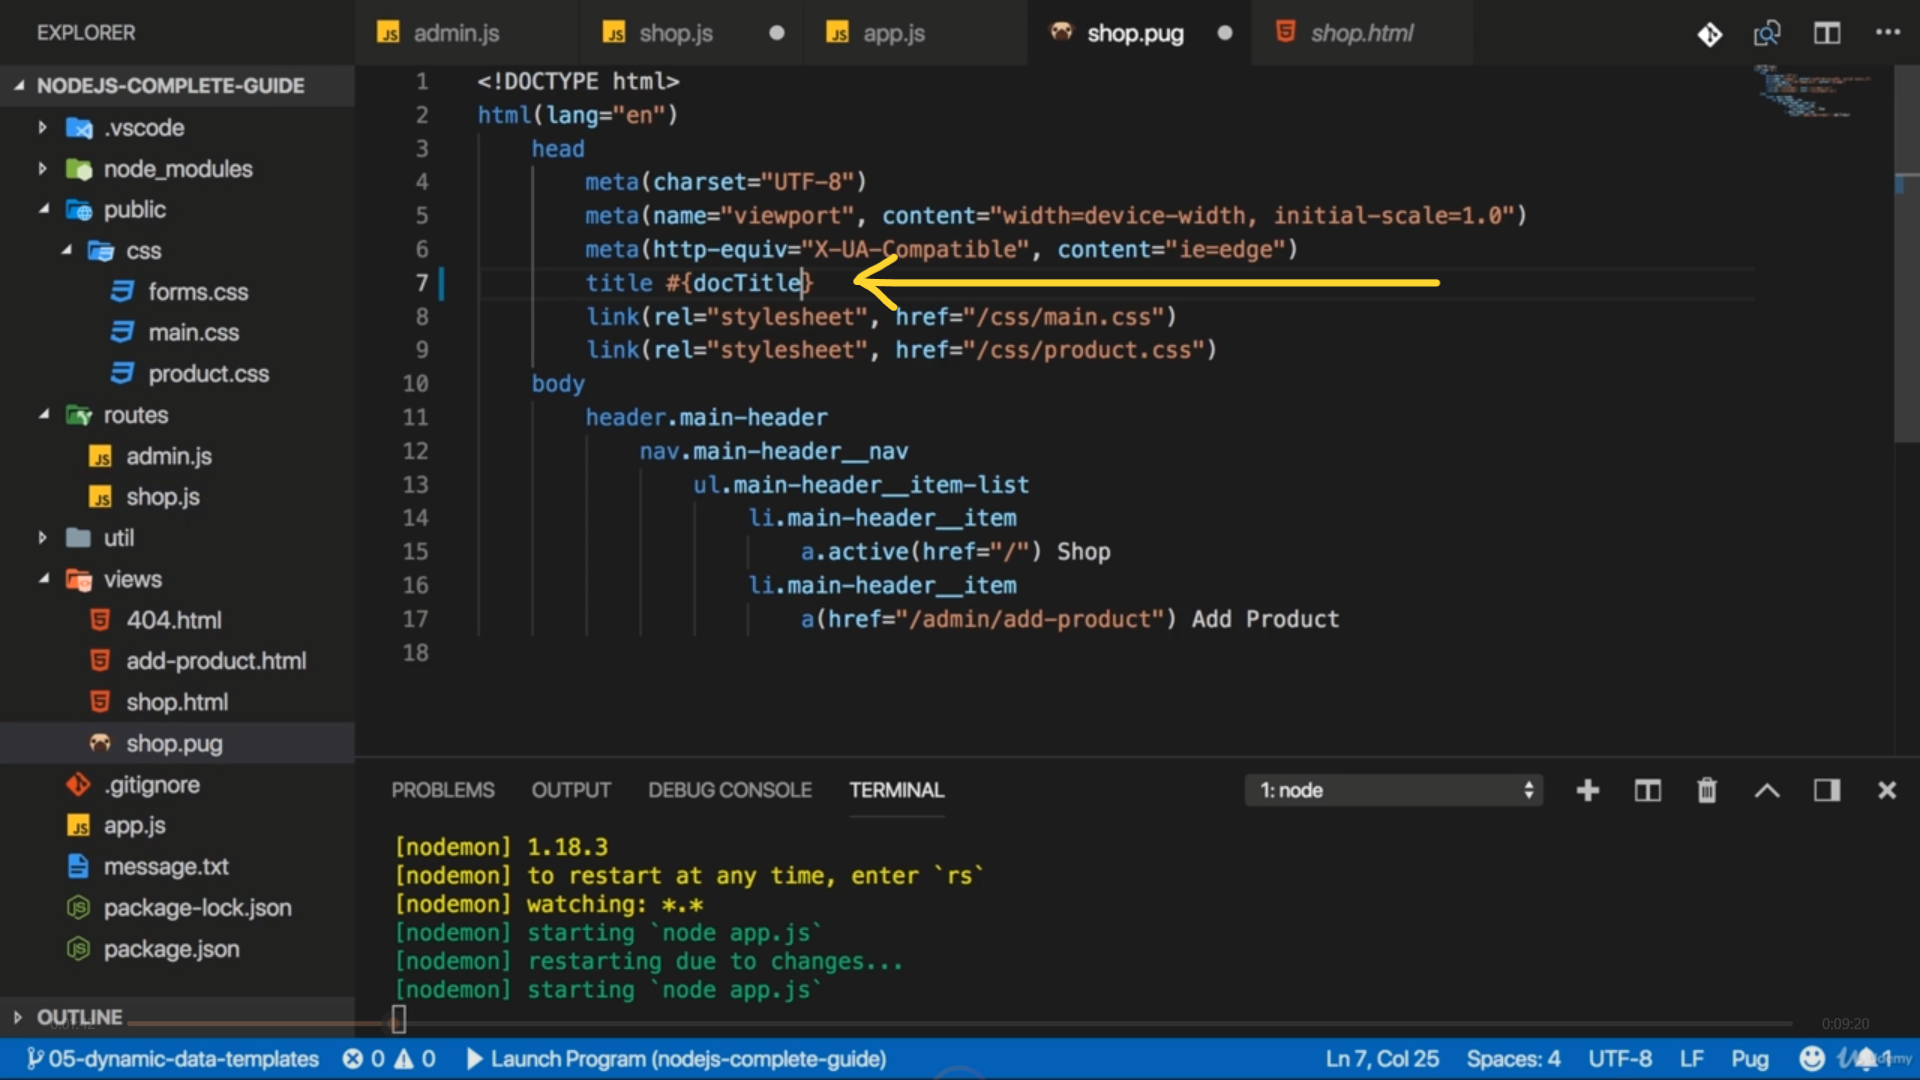 EXPLORER
JS admin.js
JS shop.js
JS app.js
shop.pug
shop.html
NODEJS-COMPLETE-GUIDE
.vscode
node_modules
public
css
forms.css
main.css
product.css
routes
JS admin.js
JS shop.js
util
views
404.html
add-product.html
shop.html
shop.pug
.gitignore
JS app.js
message.txt
package-lock.json
package.json
OUTLINE
1 <!DOCTYPE html>
2 html(lang="en")
3 head
4 meta(charset="UTF-8")
5 meta(name="viewport", content="width=device-width, initial-scale=1.0")
6 meta(http-equiv="X-UA-Compatible", content="ie=edge")
7 title #{docTitle}
8 link(rel="stylesheet", href="/css/main.css")
9 link(rel="stylesheet", href="/css/product.css")
10 body
11 header.main-header
12 nav.main-header__nav
13 ul.main-header__item-list
14 li.main-header__item
15 a.active(href="/") Shop
16 li.main-header__item
17 a(href="/admin/add-product") Add Product
18
PROBLEMS OUTPUT DEBUG CONSOLE TERMINAL 1: node
[nodemon] 1.18.3
[nodemon] to restart at any time, enter `rs`
[nodemon] watching: *.*
[nodemon] starting `node app.js`
[nodemon] restarting due to changes...
[nodemon] starting `node app.js`
0:09:20
05-dynamic-data-templates 0 0 Launch Program (nodejs-complete-guide) Ln 7, Col 25 Spaces: 4 UTF-8 LF Pug 1